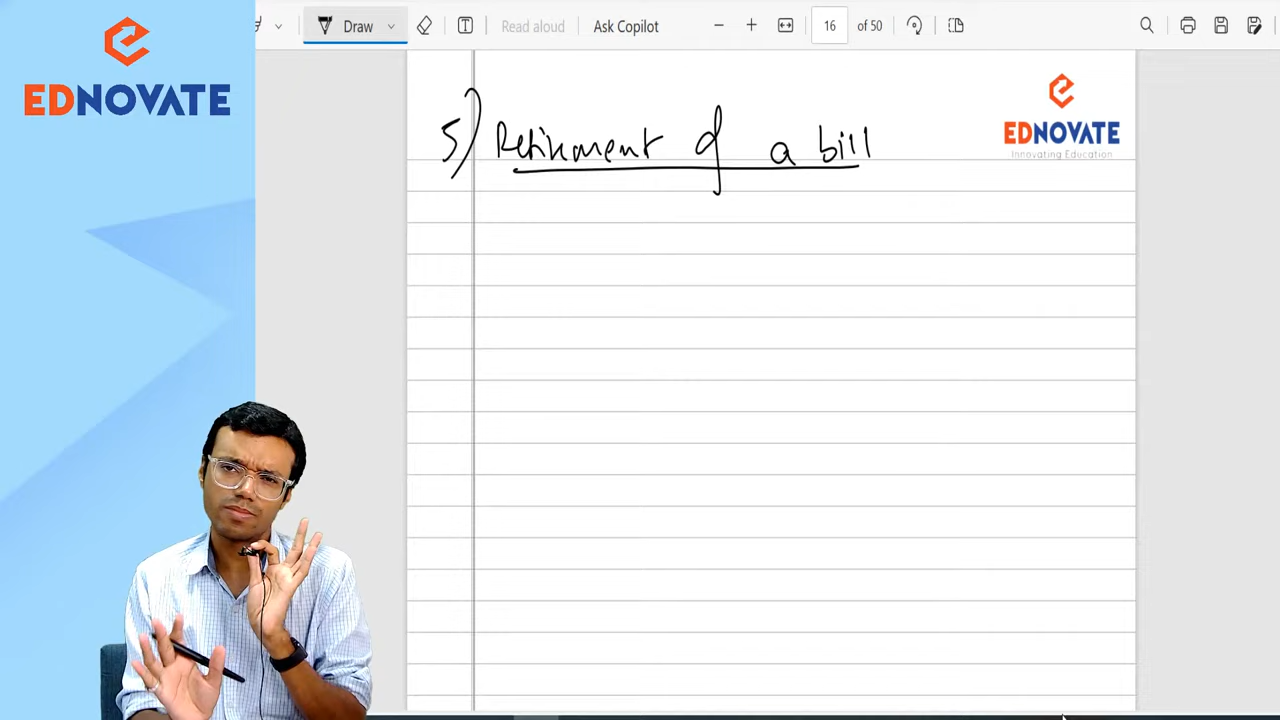 Draw
Read aloud
Ask Copilot
16 of 50
EDNOVATE
5) Retirement of a bill
EDNOVATE
Innovating Education